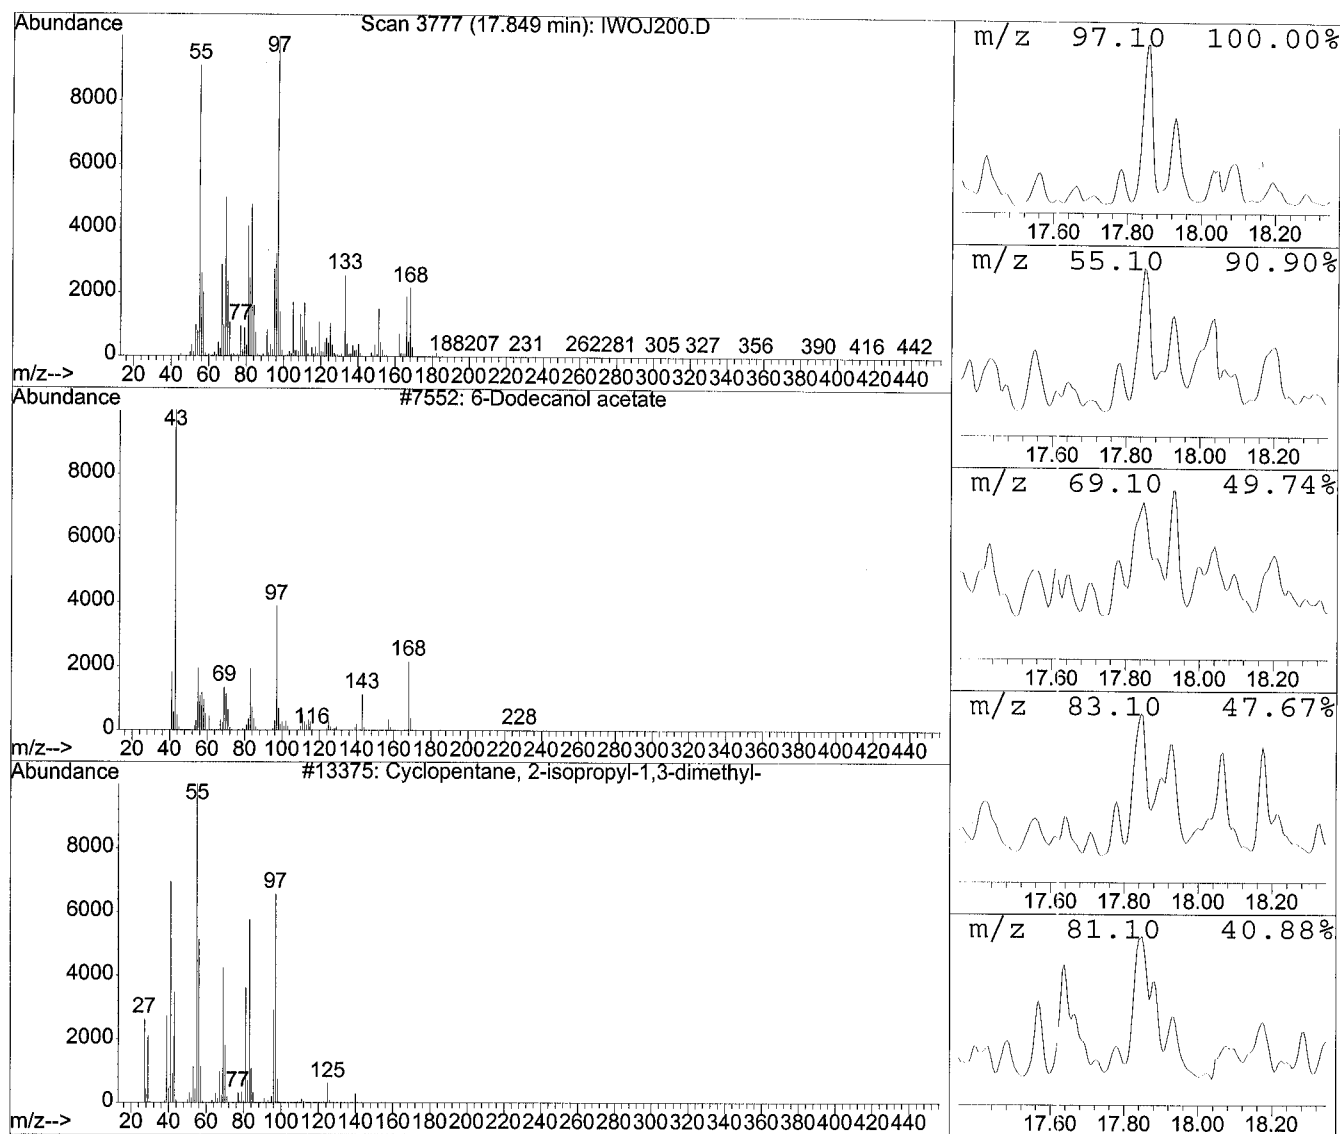 Abundance Scan 3777 (17.849 min): IWOJ200.D
55 97
8000
6000
4000
133 168
2000
77
0 188 207 231 262 281 305 327 356 390 416 442
m/z--> 20 40 60 80 100 120 140 160 180 200 220 240 260 280 300 320 340 360 380 400 420 440
Abundance #7552: 6-Dodecanol acetate
43
8000
6000
97
4000
168
69 143
2000
116 228
0
m/z--> 20 40 60 80 100 120 140 160 180 200 220 240 260 280 300 320 340 360 380 400 420 440
Abundance #13375: Cyclopentane, 2-isopropyl-1,3-dimethyl-
55
8000
97
6000
4000
27
2000
77 125
0
m/z--> 20 40 60 80 100 120 140 160 180 200 220 240 260 280 300 320 340 360 380 400 420 440
m/z 97.10 100.00%
17.60 17.80 18.00 18.20
m/z 55.10 90.90%
17.60 17.80 18.00 18.20
m/z 69.10 49.74%
17.60 17.80 18.00 18.20
m/z 83.10 47.67%
17.60 17.80 18.00 18.20
m/z 81.10 40.88%
17.60 17.80 18.00 18.20